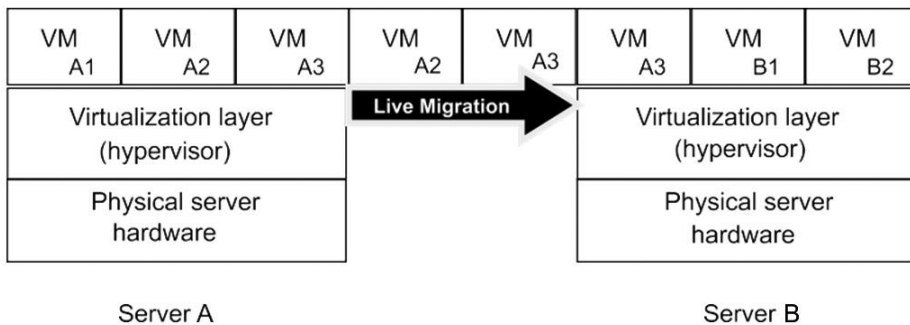 VM VM VM VM VM VM VM VM
A1 A2 A3 A2 A3 A3 B1 B2
Live Migration
Virtualization layer
(hypervisor)
Virtualization layer
(hypervisor)
Physical server
hardware
Physical server
hardware
Server A
Server B